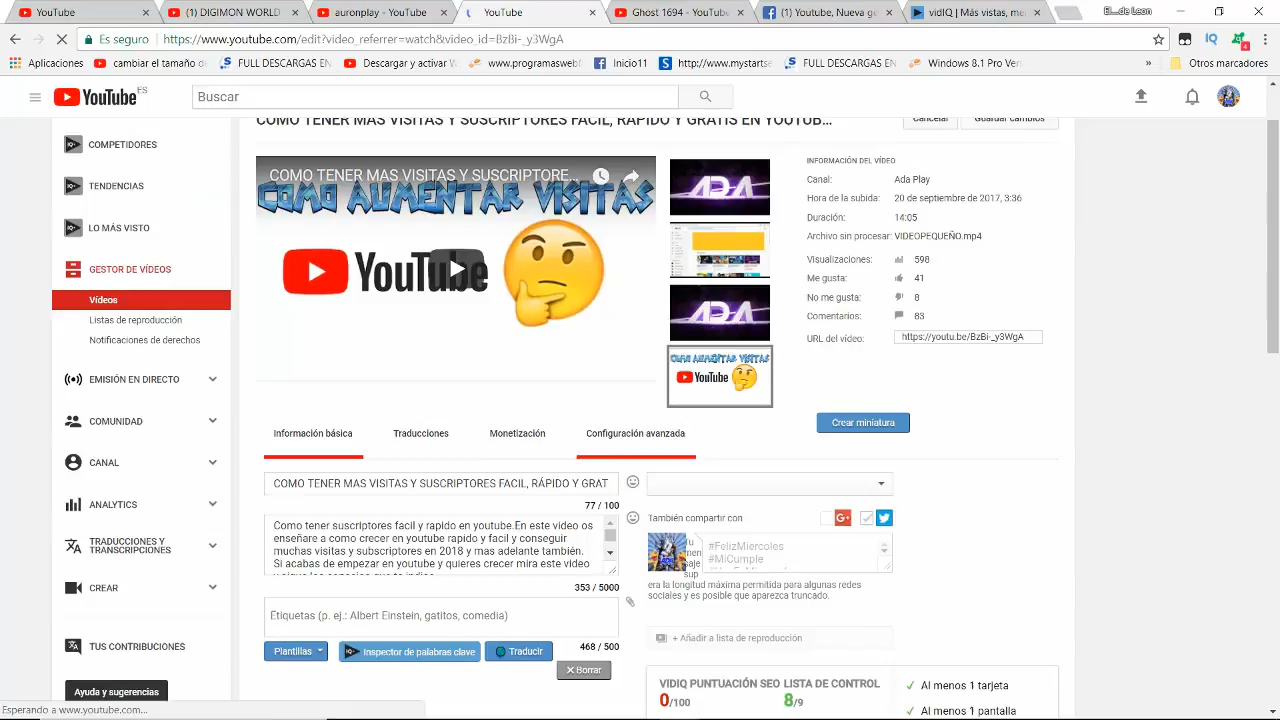 YouTube
(1) DIGIMON WORLD
auronplay - YouTube
YouTube
Ghost 1694 - YouTub
(1) Youtube, Nueva g
vidIQ | Más vistas, me
Es seguro
https://www.youtube.com/edit?video_referrer=watch&video_id=BzBi-_y3WgA
IQ
4
Aplicaciones
cambiar el tamaño d
FULL DESCARGAS EN
Descargar y activar W
www.programasweb
Inicio11
http://www.mystartse
FULL DESCARGAS EN
Windows 8.1 Pro Ver
»
Otros marcadores
YouTube ES
Buscar
COMO TENER MAS VISITAS Y SUSCRIPTORES FACIL, RÁPIDO Y GRATIS EN YOUTUB...
Cancelar
Guardar cambios
COMPETIDORES
TENDENCIAS
LO MÁS VISTO
GESTOR DE VÍDEOS
Vídeos
Listas de reproducción
Notificaciones de derechos
EMISIÓN EN DIRECTO
COMUNIDAD
CANAL
ANALYTICS
TRADUCCIONES Y
TRANSCRIPCIONES
CREAR
TUS CONTRIBUCIONES
Ayuda y sugerencias
Esperando a www.youtube.com...
COMO TENER MAS VISITAS Y SUSCRIPTORE...
COMO AUMENTAR VISITAS
YouTube
ADA
ADA
COMO AUMENTAR VISITAS
YouTube
INFORMACIÓN DEL VÍDEO
Canal: Ada Play
Hora de la subida: 20 de septiembre de 2017, 3:36
Duración: 14:05
Archivo sin procesar: VIDEOPEQUEÑO.mp4
Visualizaciones: 598
Me gusta: 41
No me gusta: 8
Comentarios: 83
URL del vídeo: https://youtu.be/BzBi-_y3WgA
Crear miniatura
Información básica
Traducciones
Monetización
Configuración avanzada
COMO TENER MAS VISITAS Y SUSCRIPTORES FACIL, RÁPIDO Y GRAT
77 / 100
Como tener suscriptores facil y rapido en youtube.En este video os
enseñare a como crecer en youtube rapido y facil y conseguir
muchas visitas y subscriptores en 2018 y mas adelante también.
Si acabas de empezar en youtube y quieres crecer mira este video
353 / 5000
Etiquetas (p. ej.: Albert Einstein, gatitos, comedia)
Plantillas
Inspector de palabras clave
Traducir
468 / 500
Borrar
También compartir con
G+
#FelizMiercoles
#MiCumple
era la longitud máxima permitida para algunas redes
sociales y es posible que aparezca truncado.
+ Añadir a lista de reproducción
VIDIQ PUNTUACIÓN SEO
0/100
LISTA DE CONTROL
8/9
✓ Al menos 1 tarjeta
✓ Al menos 1 pantalla